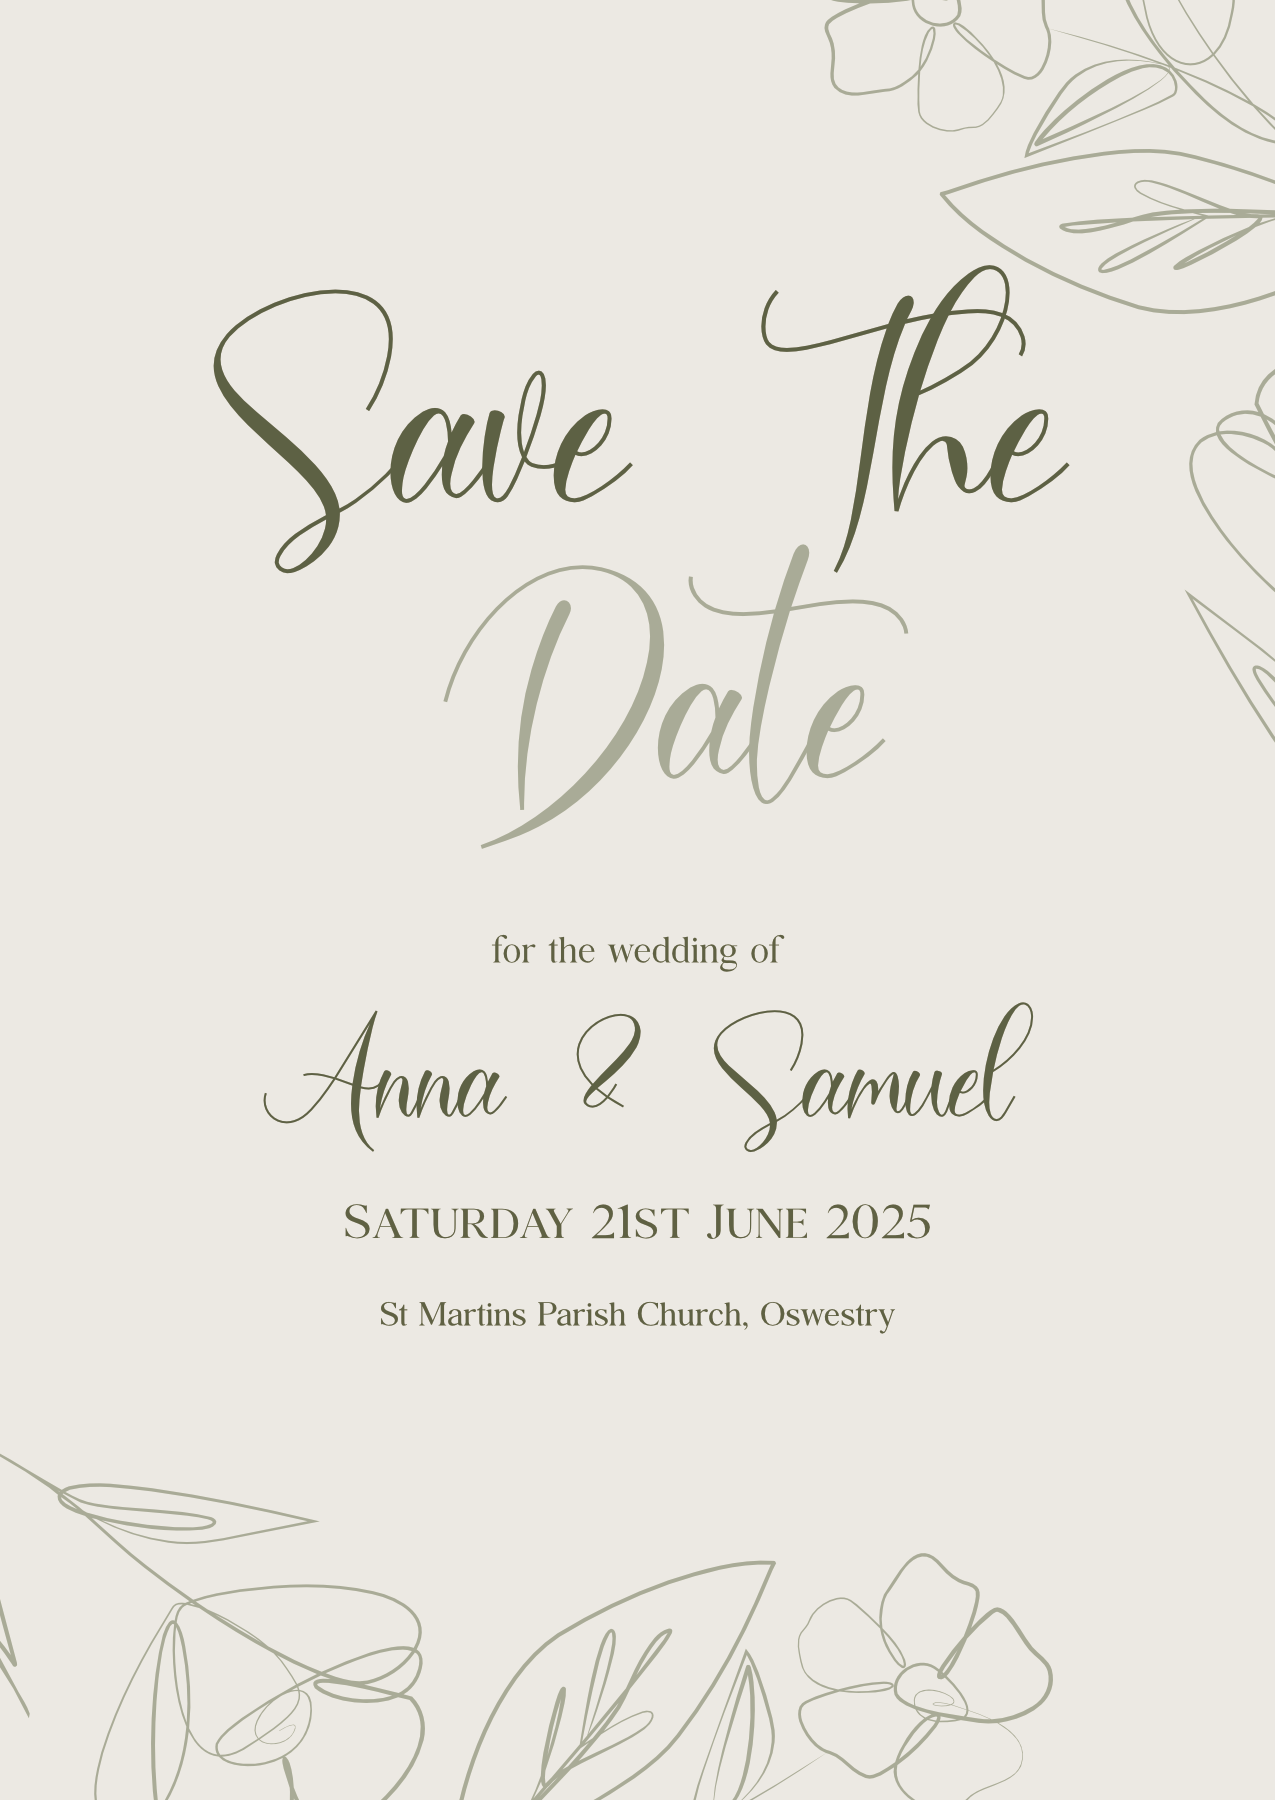 Save The
Date
for the wedding of
Anna & Samuel
SATURDAY 21ST JUNE 2025
St Martins Parish Church, Oswestry